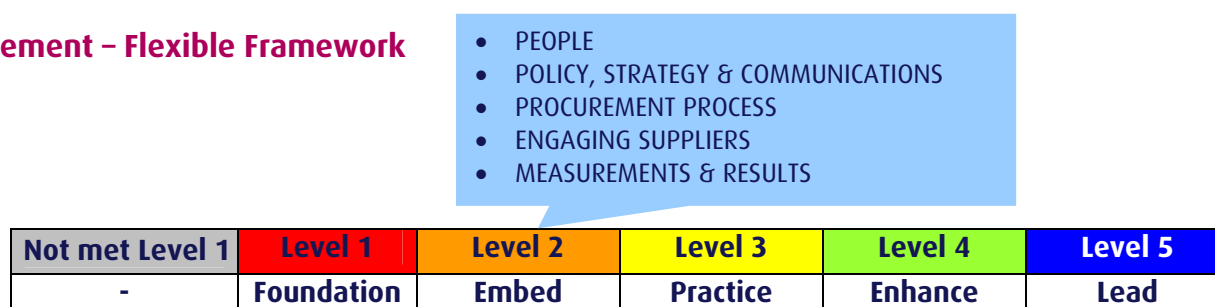 ement – Flexible Framework
• PEOPLE
• POLICY, STRATEGY & COMMUNICATIONS
• PROCUREMENT PROCESS
• ENGAGING SUPPLIERS
• MEASUREMENTS & RESULTS
Not met Level 1 Level 1 Level 2 Level 3 Level 4 Level 5
- Foundation Embed Practice Enhance Lead